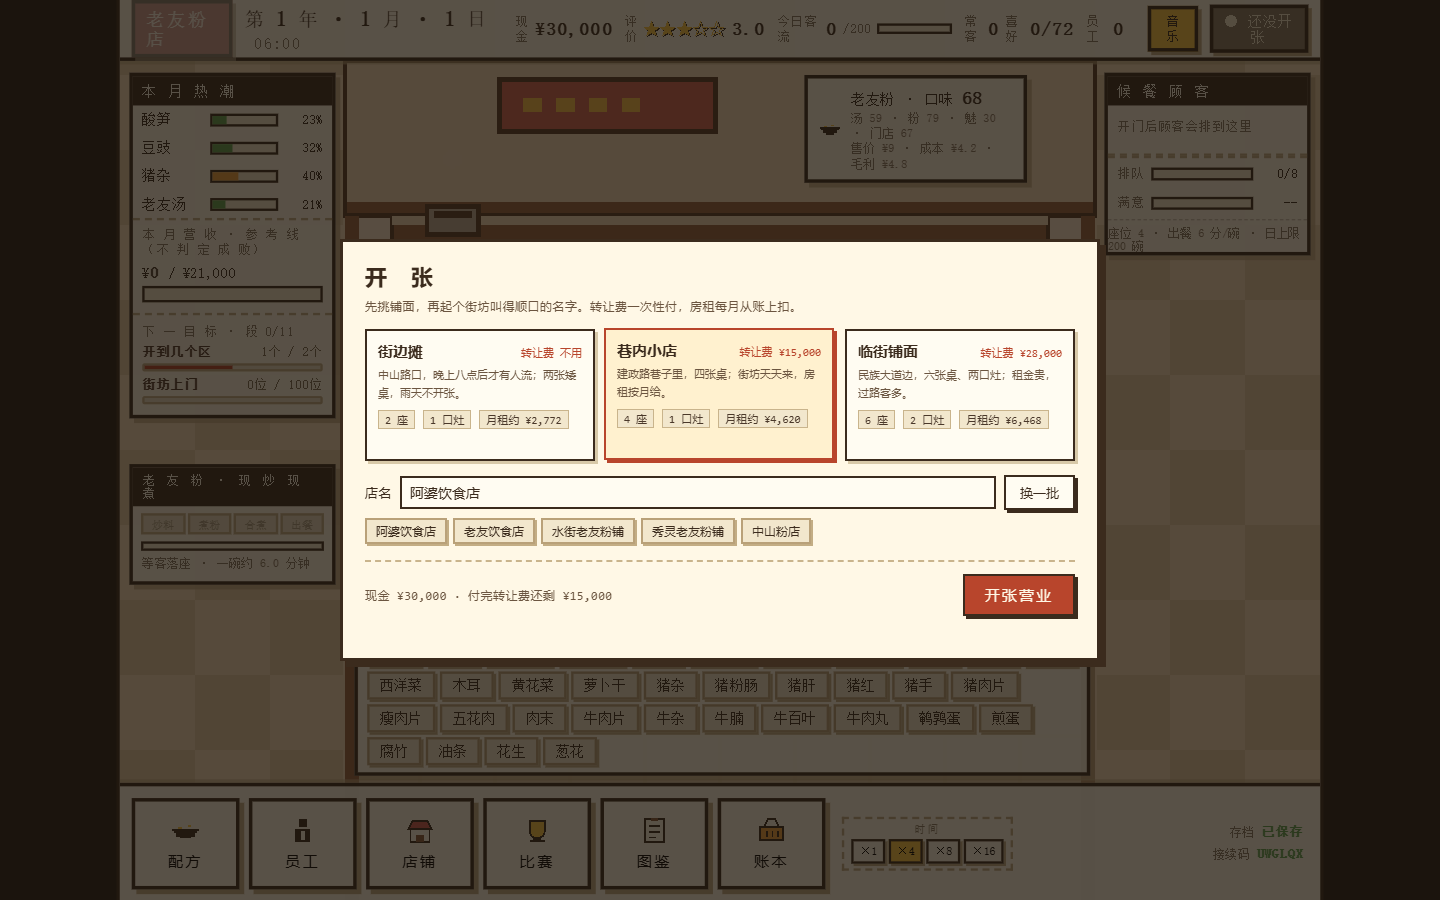 老友粉店
第 1 年 · 1 月 · 1 日
06:00
现金 ¥30,000
评价 ★★★☆☆ 3.0
今日客流 0 /200
常客 0
喜好 0/72
员工 0
音乐
还没开张
本月热潮
酸笋 23%
豆豉 32%
猪杂 40%
老友汤 21%
本月营收 · 参考线（不判定成败）
¥0 / ¥21,000
下一目标 · 段 0/11
开到几个区 1个 / 2个
街坊上门 0位 / 100位
老友粉 · 现炒现煮
炒料 煮粉 合煮 出餐
等客落座 · 一碗约 6.0 分钟
老友粉 · 口味 68
汤 59 · 粉 79 · 魅 30 · 门店 67
售价 ¥9 · 成本 ¥4.2 · 毛利 ¥4.8
候餐顾客
开门后顾客会排到这里
排队 0/8
满意 --
座位 4 · 出餐 6 分/碗 · 日上限 200 碗
开 张
先挑铺面，再起个街坊叫得顺口的名字。转让费一次性付，房租每月从账上扣。
街边摊 转让费 不用
中山路口，晚上八点后才有人流；两张矮桌，雨天不开张。
2 座 1 口灶 月租约 ¥2,772
巷内小店 转让费 ¥15,000
建政路巷子里，四张桌；街坊天天来，房租按月给。
4 座 1 口灶 月租约 ¥4,620
临街铺面 转让费 ¥28,000
民族大道边，六张桌、两口灶；租金贵，过路客多。
6 座 2 口灶 月租约 ¥6,468
店名 阿婆饮食店 换一批
阿婆饮食店 老友饮食店 水街老友粉铺 秀灵老友粉铺 中山粉店
现金 ¥30,000 · 付完转让费还剩 ¥15,000
开张营业
西洋菜 木耳 黄花菜 萝卜干 猪杂 猪粉肠 猪肝 猪红 猪手 猪肉片
瘦肉片 五花肉 肉末 牛肉片 牛杂 牛腩 牛百叶 牛肉丸 鹌鹑蛋 煎蛋
腐竹 油条 花生 葱花
配方 员工 店铺 比赛 图鉴 账本
时间
×1 ×4 ×8 ×16
存档 已保存
接续码 UWGLQX